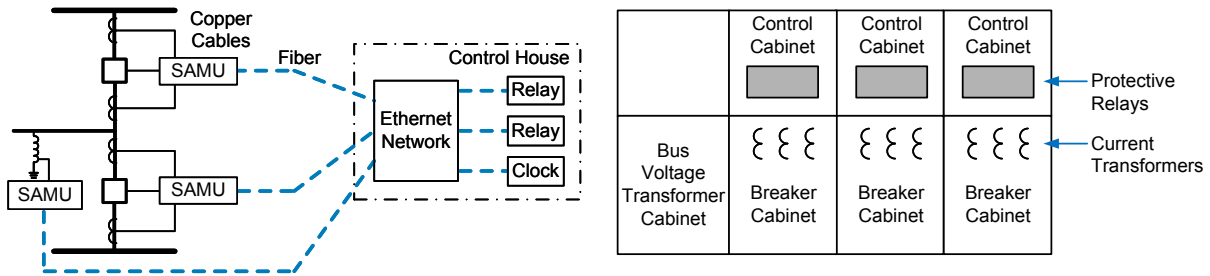 Copper
Cables
SAMU
Fiber
Control House
Ethernet
Network
Relay
Relay
Clock
SAMU
SAMU
Control
Cabinet
Control
Cabinet
Control
Cabinet
Protective
Relays
Bus
Voltage
Transformer
Cabinet
Breaker
Cabinet
Breaker
Cabinet
Breaker
Cabinet
Current
Transformers